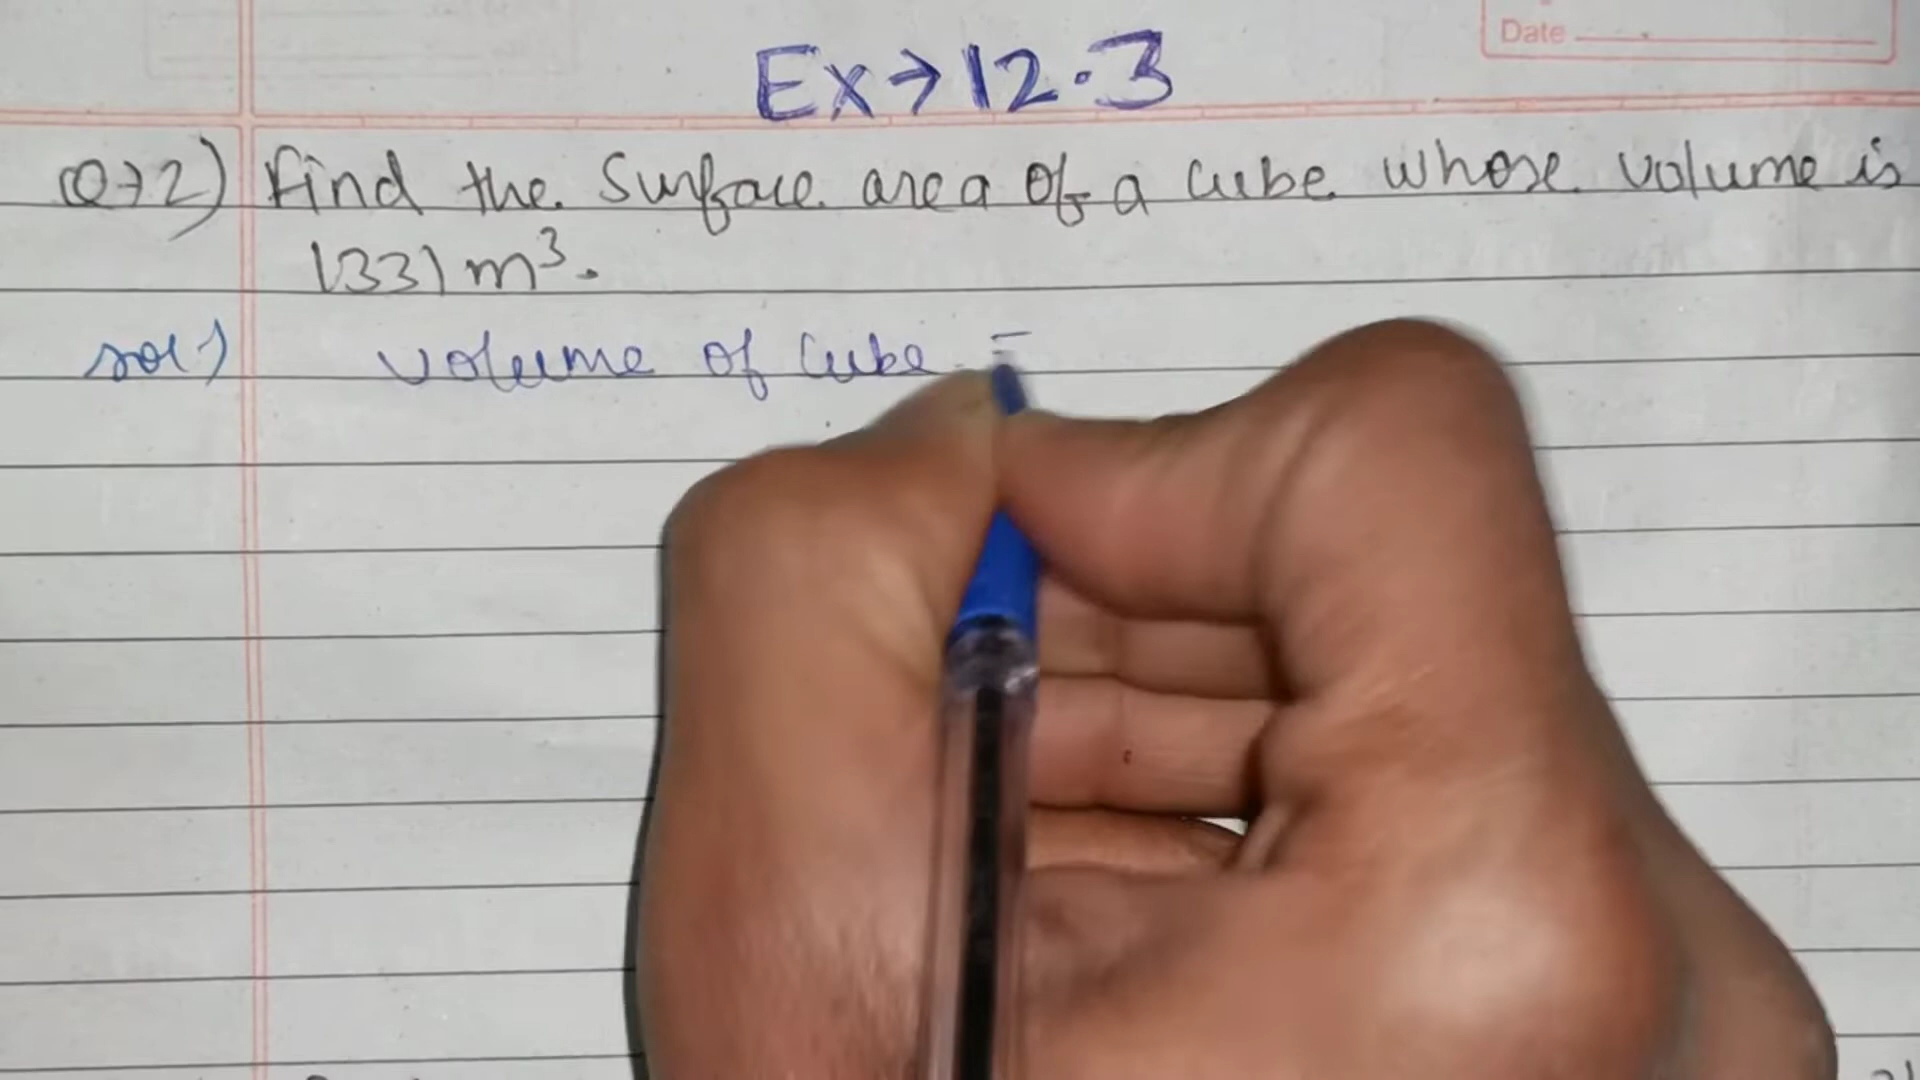 Date
Ex→12.3
Q→2) Find the Surface area of a cube whose volume is
1331 m³.
sol) volume of cube =